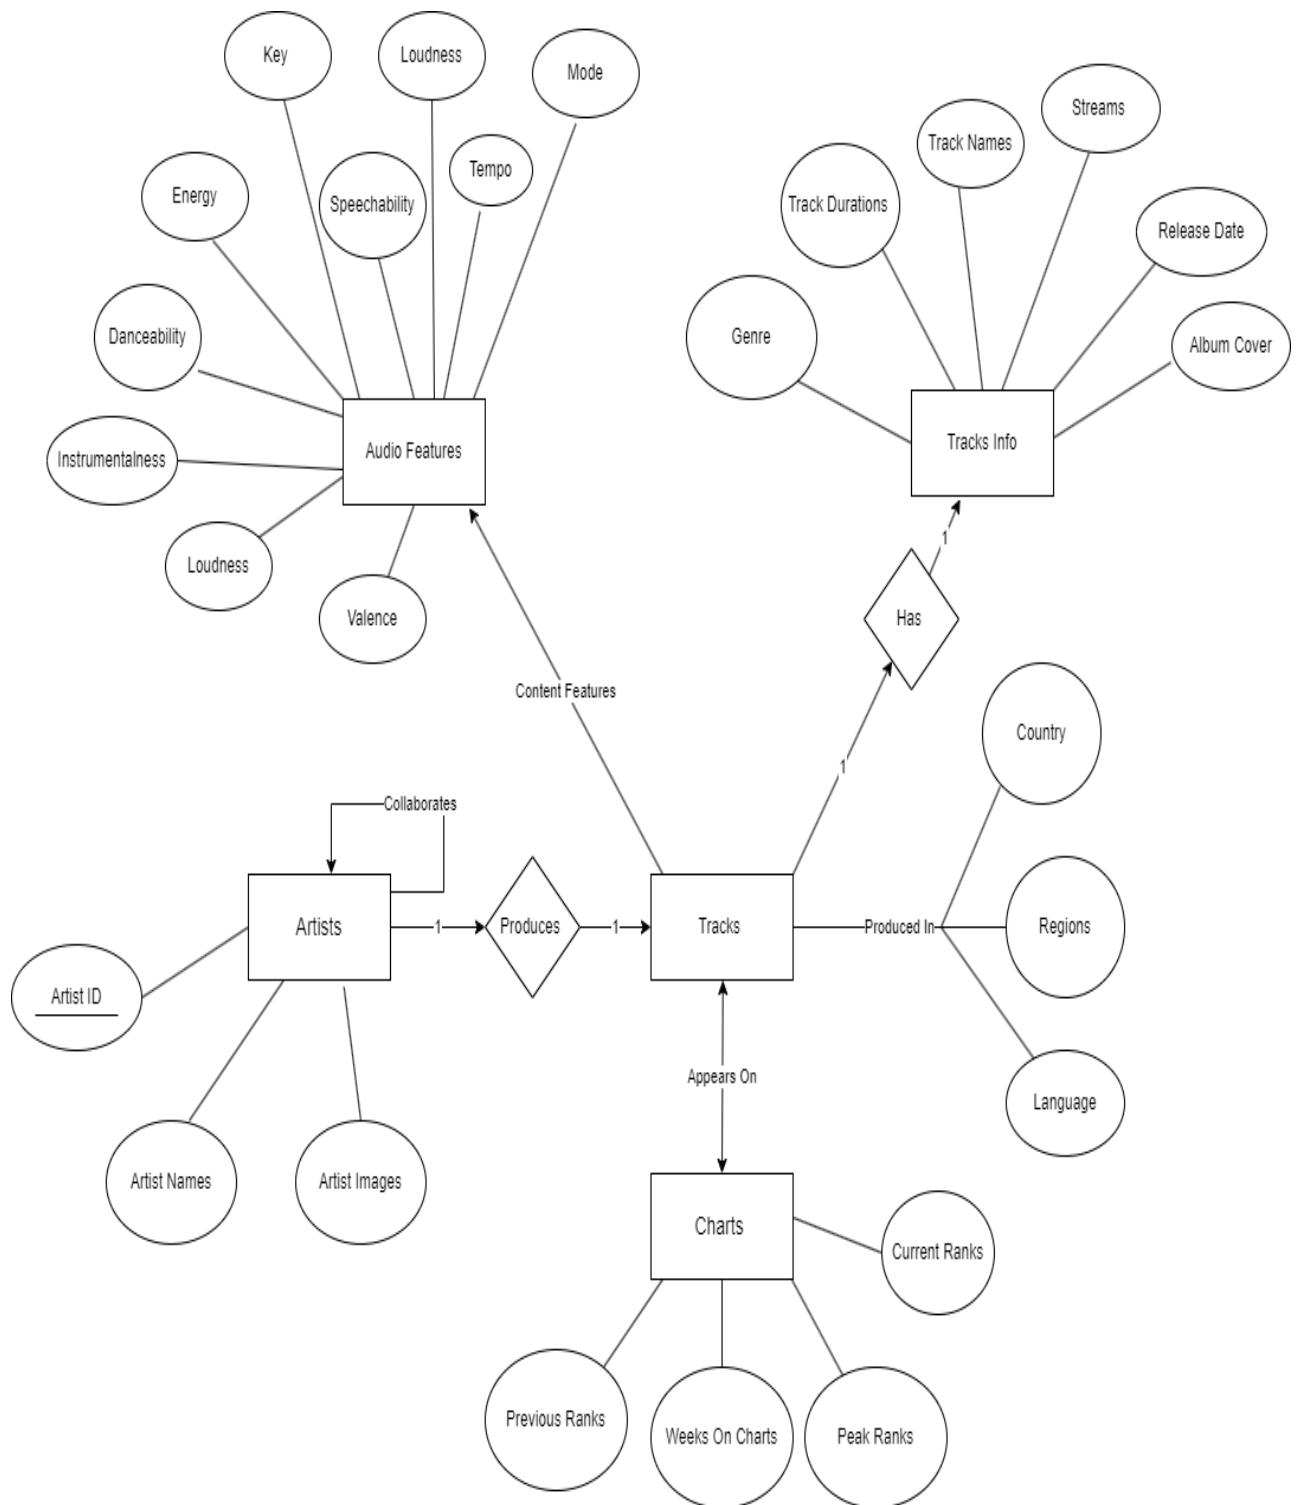 Key
Loudness
Mode
Streams
Track Names
Tempo
Energy
Speechability
Track Durations
Release Date
Danceability
Genre
Album Cover
Audio Features
Tracks Info
Instrumentalness
Loudness
1
Valence
Has
Content Features
Country
1
Collaborates
Artists
1
Produces
1
Tracks
Produced In
Regions
Artist ID
Appears On
Language
Artist Names
Artist Images
Charts
Current Ranks
Previous Ranks
Weeks On Charts
Peak Ranks